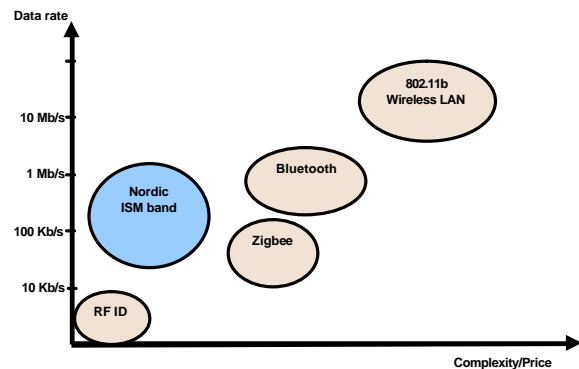 Data rate
802.11b
Wireless LAN
10 Mb/s
1 Mb/s
Bluetooth
Nordic
ISM band
100 Kb/s
Zigbee
10 Kb/s
RF ID
Complexity/Price